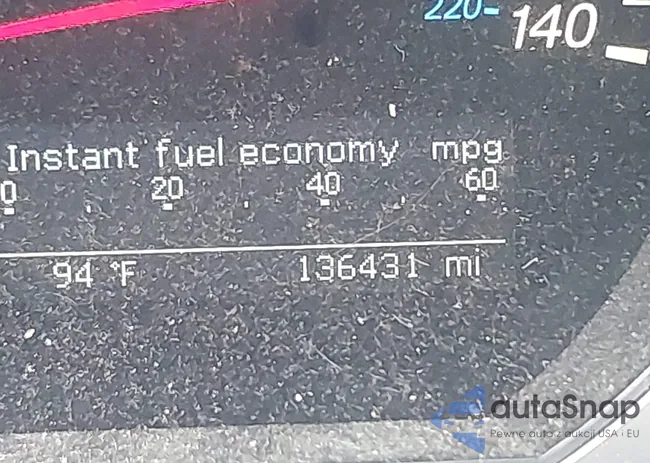 220
140
Instant fuel economy mpg
0 20 40 60
94 °F 136431 mi
autaSnap
Pewne auta z aukcji USA i EU